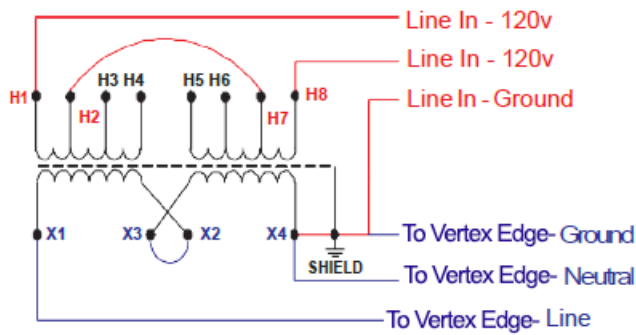 Line In - 120v
Line In - 120v
H3 H4 H5 H6
H1 H2 H7 H8
Line In - Ground
X1 X3 X2 X4
To Vertex Edge- Ground
SHIELD
To Vertex Edge- Neutral
To Vertex Edge- Line